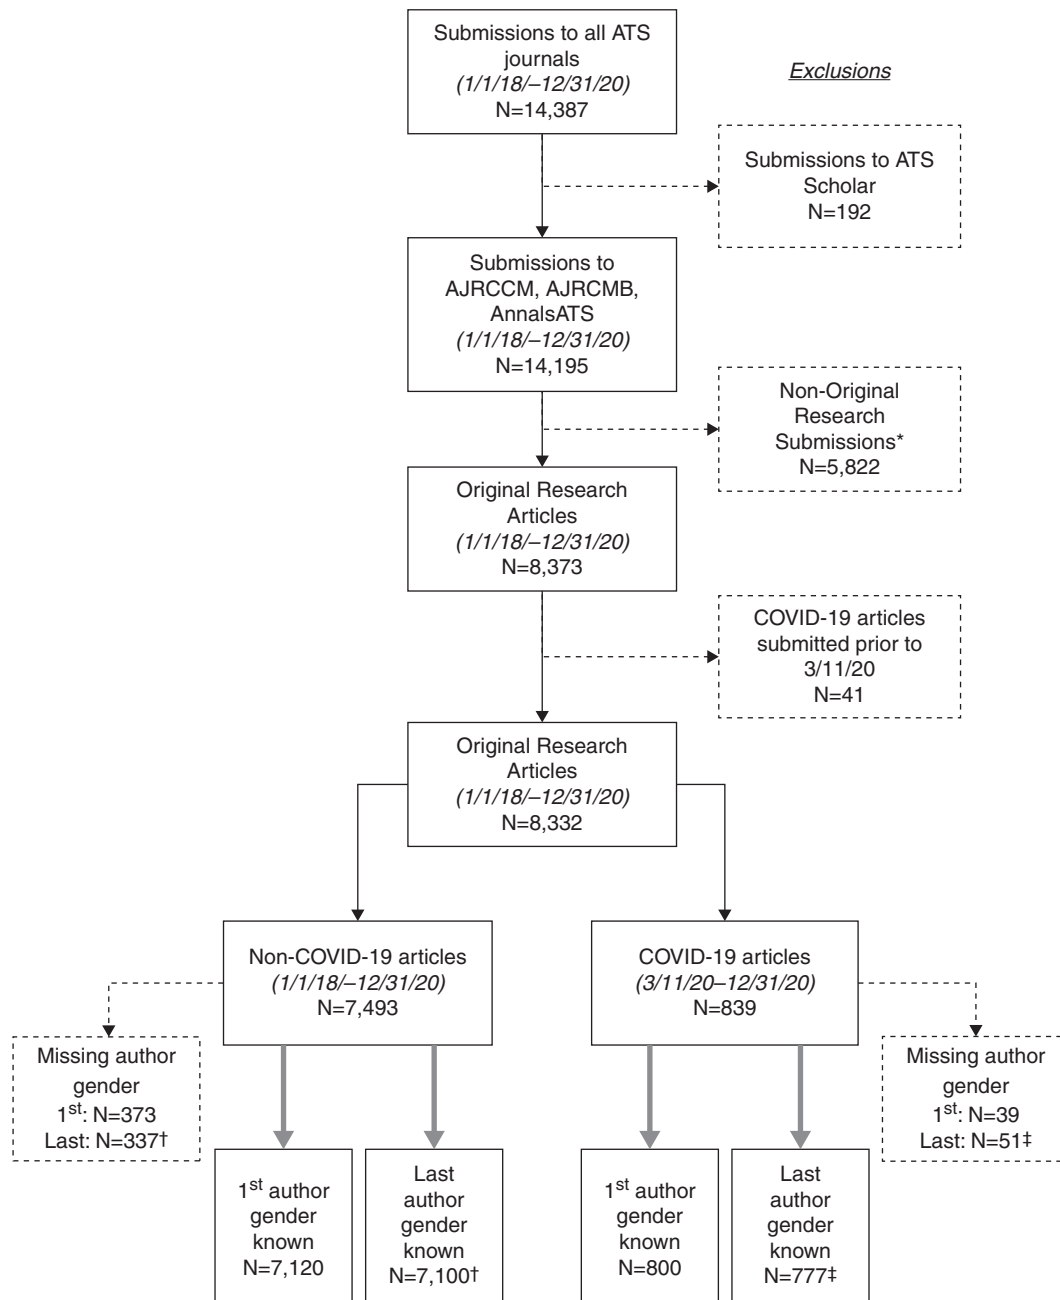 Submissions to all ATS
journals
(1/1/18/–12/31/20)
N=14,387
Exclusions
Submissions to ATS
Scholar
N=192
Submissions to
AJRCCM, AJRCMB,
AnnalsATS
(1/1/18/–12/31/20)
N=14,195
Non-Original
Research
Submissions*
N=5,822
Original Research
Articles
(1/1/18/–12/31/20)
N=8,373
COVID-19 articles
submitted prior to
3/11/20
N=41
Original Research
Articles
(1/1/18/–12/31/20)
N=8,332
Non-COVID-19 articles
(1/1/18/–12/31/20)
N=7,493
COVID-19 articles
(3/11/20–12/31/20)
N=839
Missing author
gender
1st: N=373
Last: N=337†
Missing author
gender
1st: N=39
Last: N=51‡
1st author
gender
known
N=7,120
Last
author
gender
known
N=7,100†
1st author
gender
known
N=800
Last
author
gender
known
N=777‡